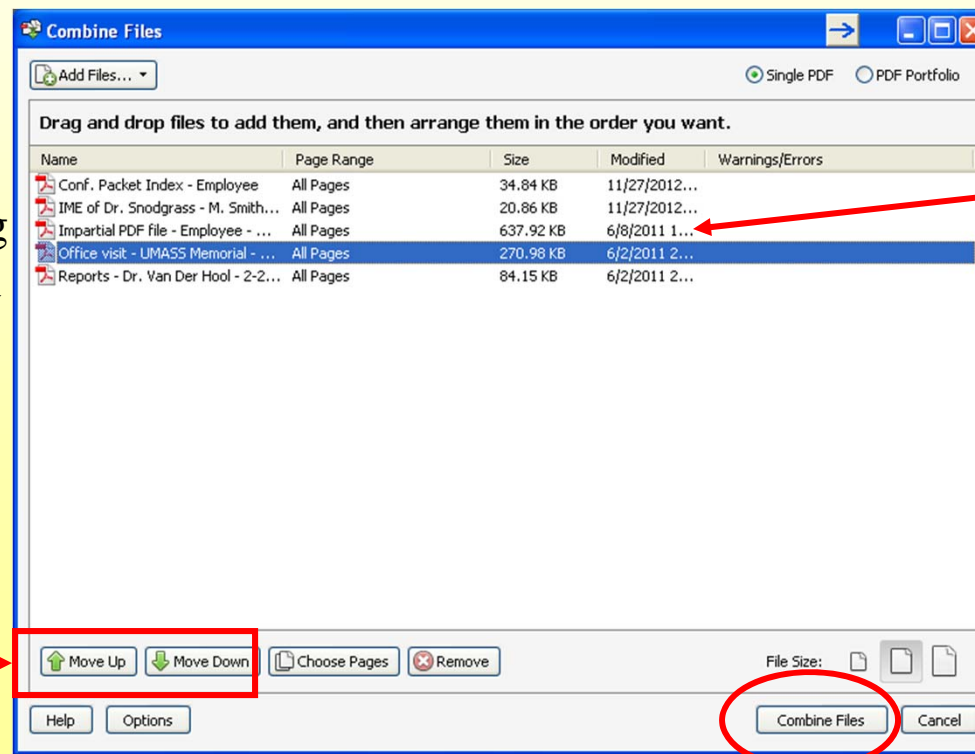 Combine Files
Add Files...
Single PDF PDF Portfolio
Drag and drop files to add them, and then arrange them in the order you want.
Name Page Range Size Modified Warnings/Errors
Conf. Packet Index - Employee All Pages 34.84 KB 11/27/2012...
IME of Dr. Snodgrass - M. Smith... All Pages 20.86 KB 11/27/2012...
g
Impartial PDF file - Employee - ... All Pages 637.92 KB 6/8/2011 1...
Office visit - UMASS Memorial - ... All Pages 270.98 KB 6/2/2011 2...
Reports - Dr. Van Der Hool - 2-2... All Pages 84.15 KB 6/2/2011 2...
Move Up Move Down Choose Pages Remove File Size:
Help Options Combine Files Cancel